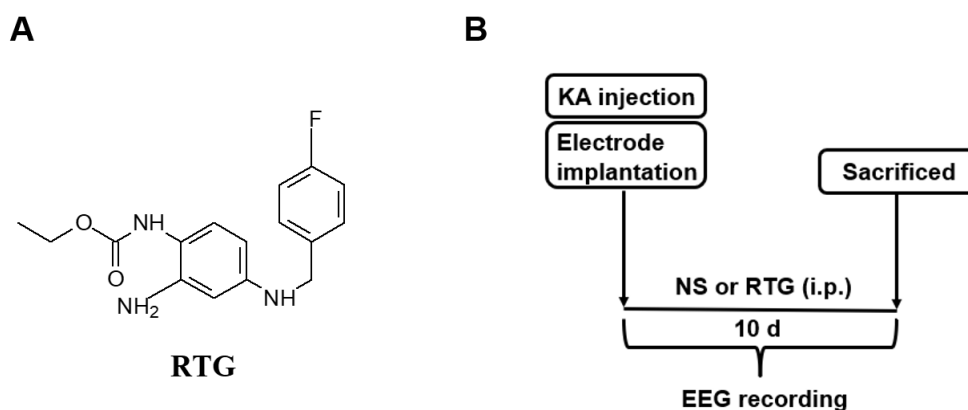 A
F
O
NH
O
NH₂
NH
RTG
B
KA injection
Electrode
implantation
Sacrificed
NS or RTG (i.p.)
10 d
EEG recording